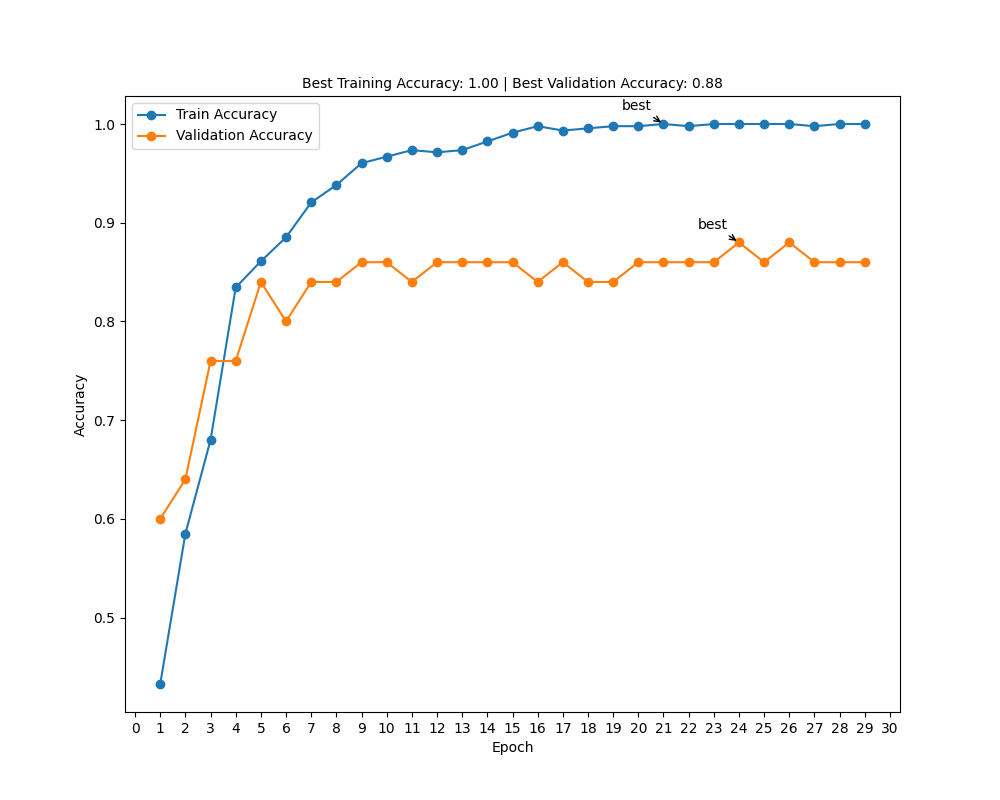 Best Training Accuracy: 1.00 | Best Validation Accuracy: 0.88
Train Accuracy
Validation Accuracy
best
best
1.0
0.9
0.8
0.7
0.6
0.5
Accuracy
0 1 2 3 4 5 6 7 8 9 10 11 12 13 14 15 16 17 18 19 20 21 22 23 24 25 26 27 28 29 30
Epoch